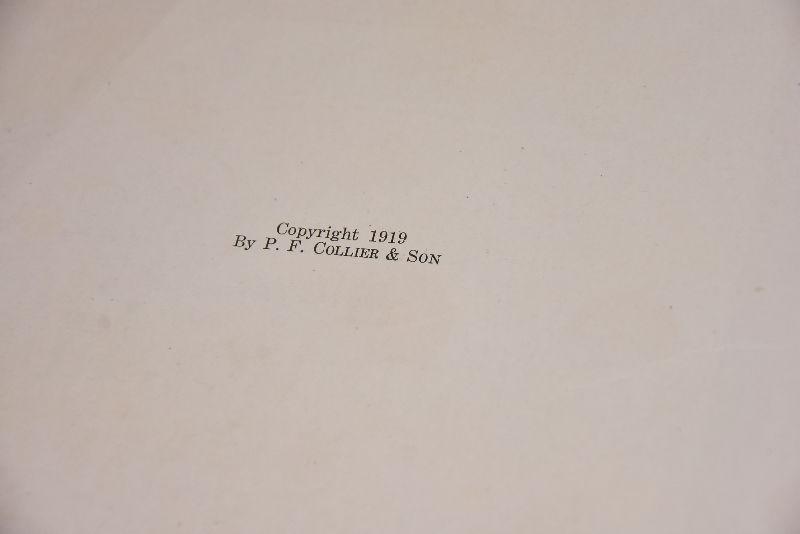 Copyright 1919
By P. F. COLLIER & SON